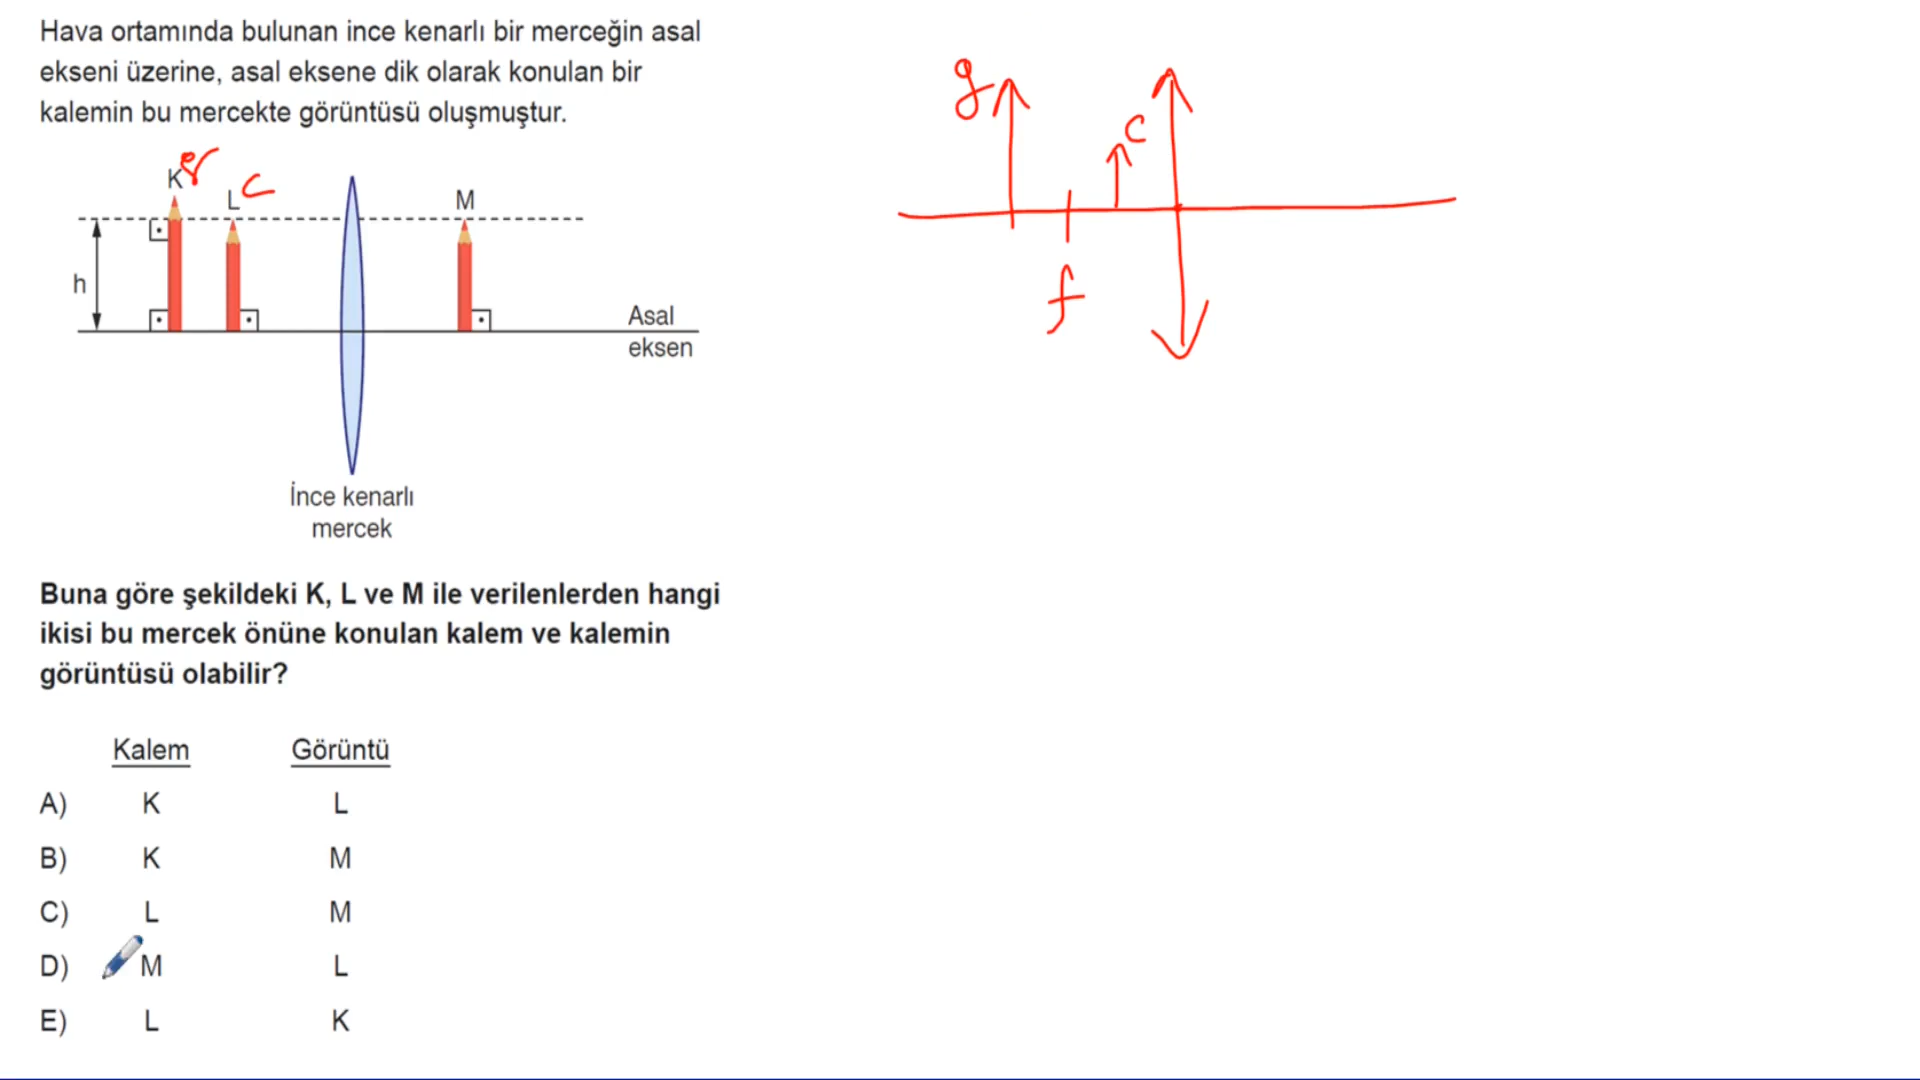 Hava ortamında bulunan ince kenarlı bir merceğin asal
ekseni üzerine, asal eksene dik olarak konulan bir
kalemin bu mercekte görüntüsü oluşmuştur.
K g
L c
M
h
Asal
eksen
İnce kenarlı
mercek
g
c
f
Buna göre şekildeki K, L ve M ile verilenlerden hangi
ikisi bu mercek önüne konulan kalem ve kalemin
görüntüsü olabilir?
Kalem Görüntü
A) K L
B) K M
C) L M
D) M L
E) L K